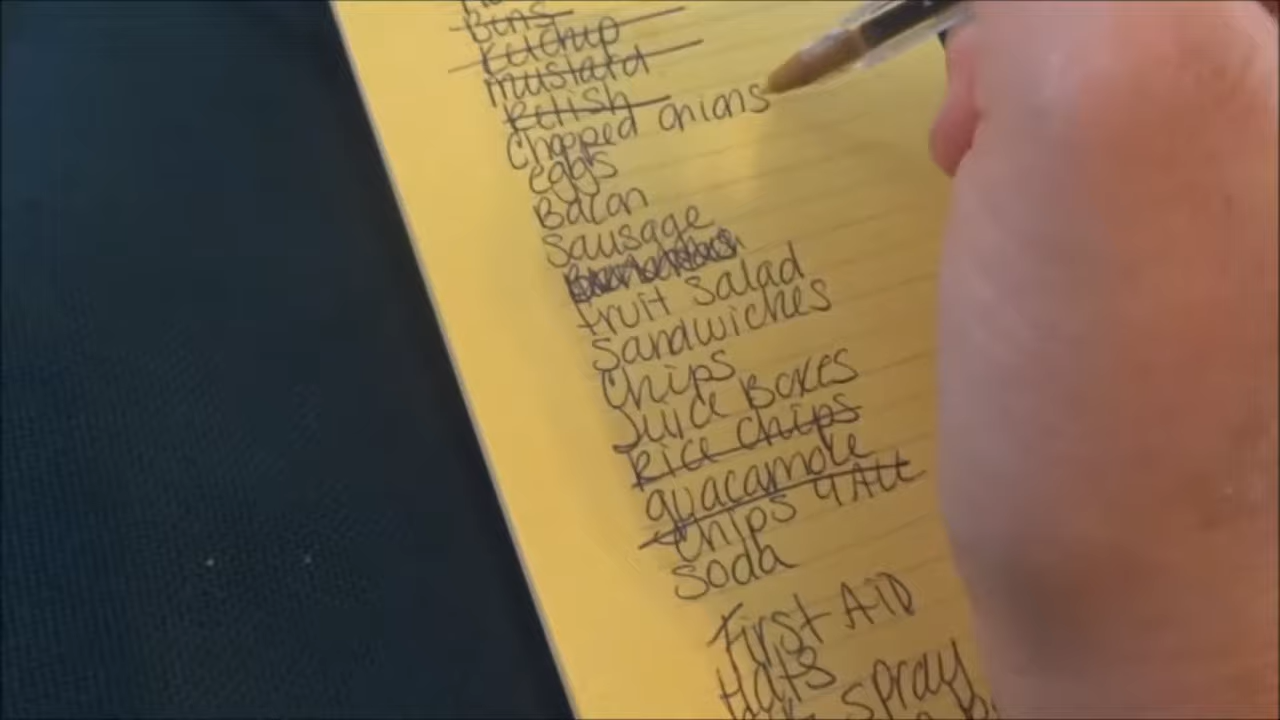 Buns
Ketchup
mustard
Relish
Chopped onions
eggs
Bacon
Sausage
fruit salad
Sandwiches
Chips
Juice Boxes
Rice chips
guacamole
Chips 4 All
Soda
First AiD
Hats
spray